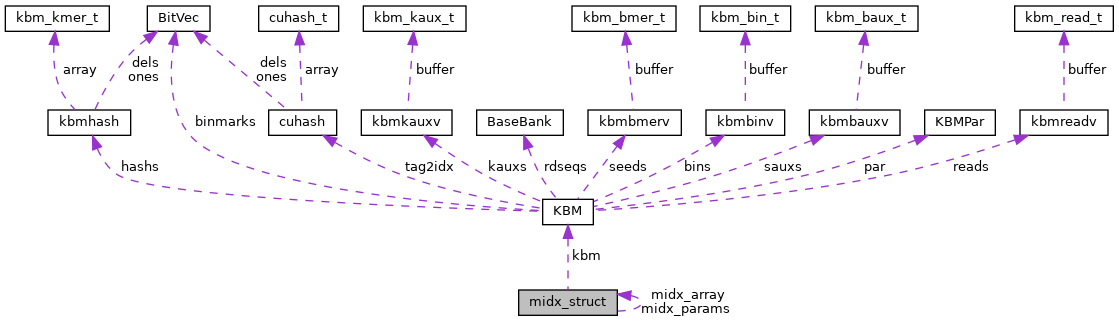 kbm_kmer_t
BitVec
cuhash_t
kbm_kaux_t
kbm_bmer_t
kbm_bin_t
kbm_baux_t
kbm_read_t
array
dels
ones
dels
ones
array
buffer
buffer
buffer
buffer
buffer
kbmhash
binmarks
cuhash
kbmkauxv
BaseBank
kbmbmerv
kbmbinv
kbmbauxv
KBMPar
kbmreadv
hashs
tag2idx
kauxs
rdseqs
seeds
bins
sauxs
par
reads
KBM
kbm
midx_struct
midx_array
midx_params